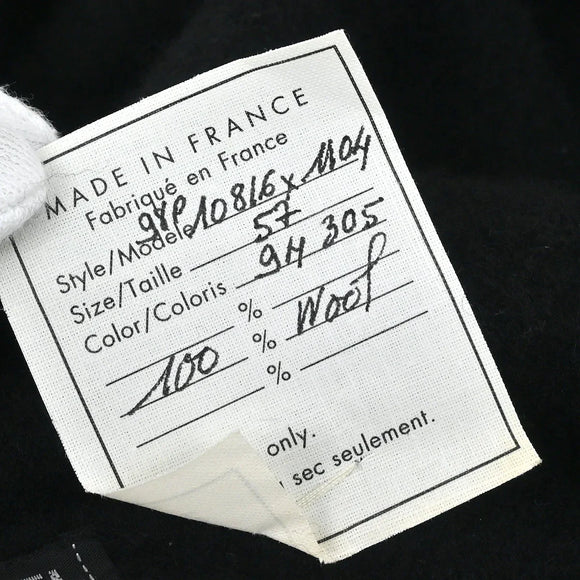 MADE IN FRANCE
Fabriqué en France
Style/Modèle 98P10816x1104
Size/Taille 57
Color/Coloris 94 305
%
100 % Wool
%
only.
sec seulement.